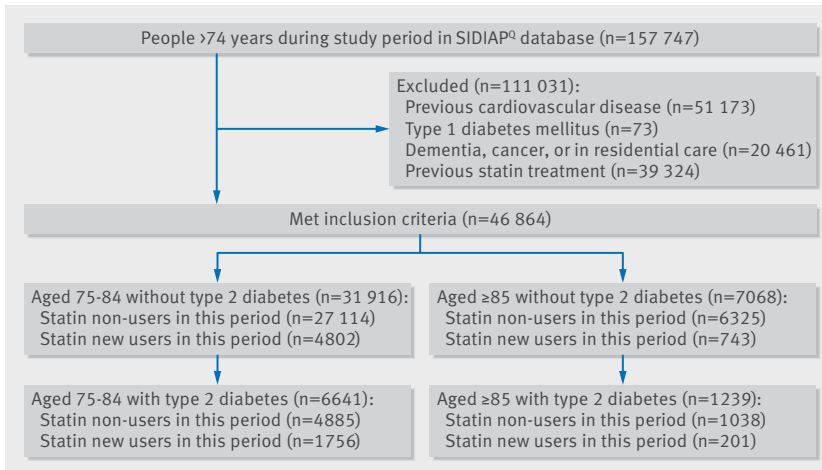 People >74 years during study period in SIDIAPQ database (n=157 747)
Excluded (n=111 031):
Previous cardiovascular disease (n=51 173)
Type 1 diabetes mellitus (n=73)
Dementia, cancer, or in residential care (n=20 461)
Previous statin treatment (n=39 324)
Met inclusion criteria (n=46 864)
Aged 75-84 without type 2 diabetes (n=31 916):
Statin non-users in this period (n=27 114)
Statin new users in this period (n=4802)
Aged ≥85 without type 2 diabetes (n=7068):
Statin non-users in this period (n=6325)
Statin new users in this period (n=743)
Aged 75-84 with type 2 diabetes (n=6641):
Statin non-users in this period (n=4885)
Statin new users in this period (n=1756)
Aged ≥85 with type 2 diabetes (n=1239):
Statin non-users in this period (n=1038)
Statin new users in this period (n=201)